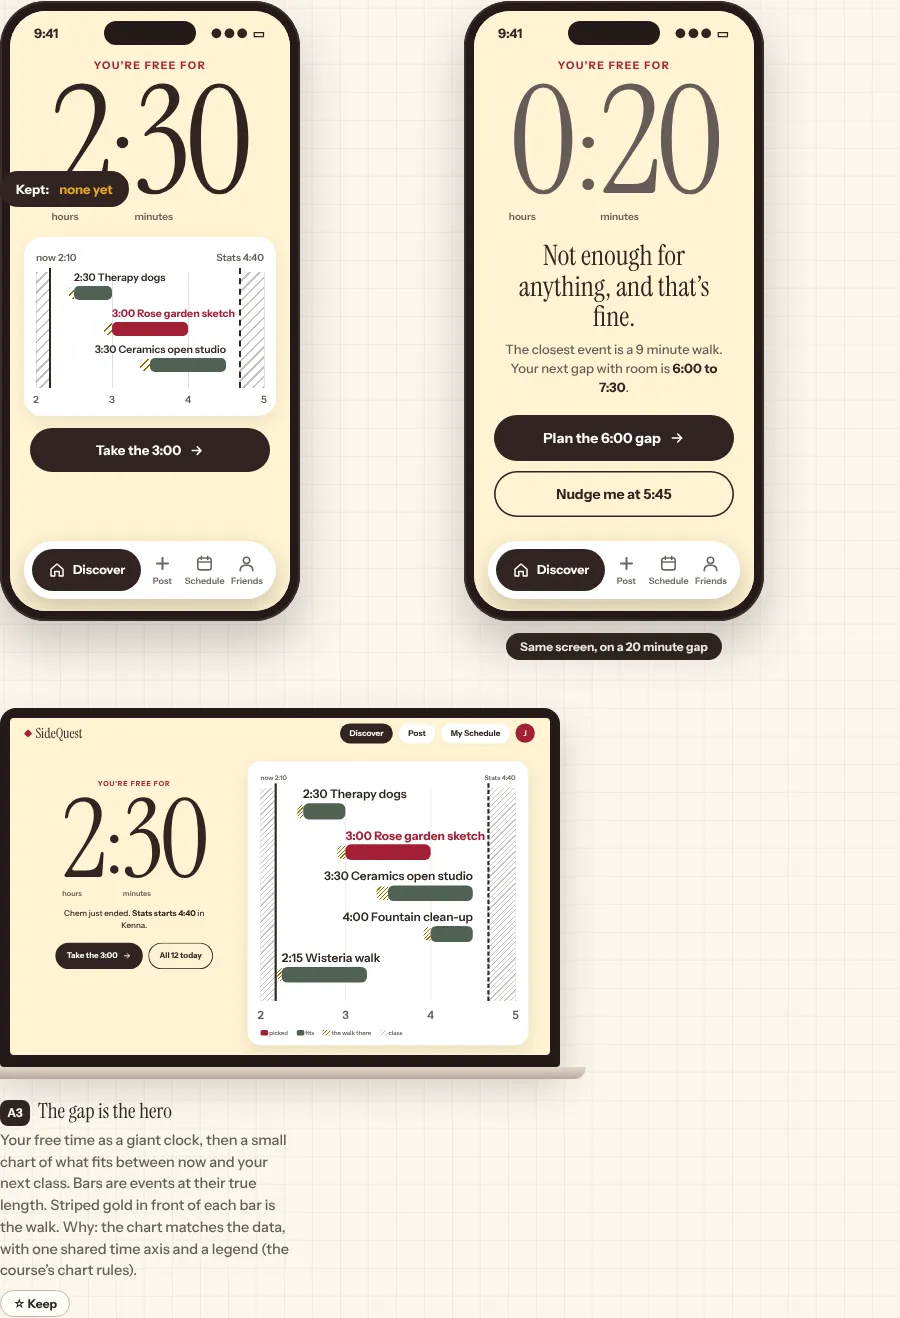 9:41
YOU'RE FREE FOR
2:30
Kept: none yet
hours minutes
now 2:10 Stats 4:40
2:30 Therapy dogs
3:00 Rose garden sketch
3:30 Ceramics open studio
2 3 4 5
Take the 3:00 →
Discover
Post
Schedule
Friends
9:41
YOU'RE FREE FOR
0:20
hours minutes
Not enough for
anything, and that's
fine.
The closest event is a 9 minute walk.
Your next gap with room is 6:00 to
7:30.
Plan the 6:00 gap →
Nudge me at 5:45
Discover
Post
Schedule
Friends
Same screen, on a 20 minute gap
SideQuest
Discover
Post
My Schedule
J
YOU'RE FREE FOR
2:30
hours minutes
Chem just ended. Stats starts 4:40 in
Kenna.
Take the 3:00 →
All 12 today
now 2:10 Stats 4:40
2:30 Therapy dogs
3:00 Rose garden sketch
3:30 Ceramics open studio
4:00 Fountain clean-up
2:15 Wisteria walk
2 3 4 5
picked fits the walk there class
A3 The gap is the hero
Your free time as a giant clock, then a small
chart of what fits between now and your
next class. Bars are events at their true
length. Striped gold in front of each bar is
the walk. Why: the chart matches the data,
with one shared time axis and a legend (the
course's chart rules).
☆ Keep